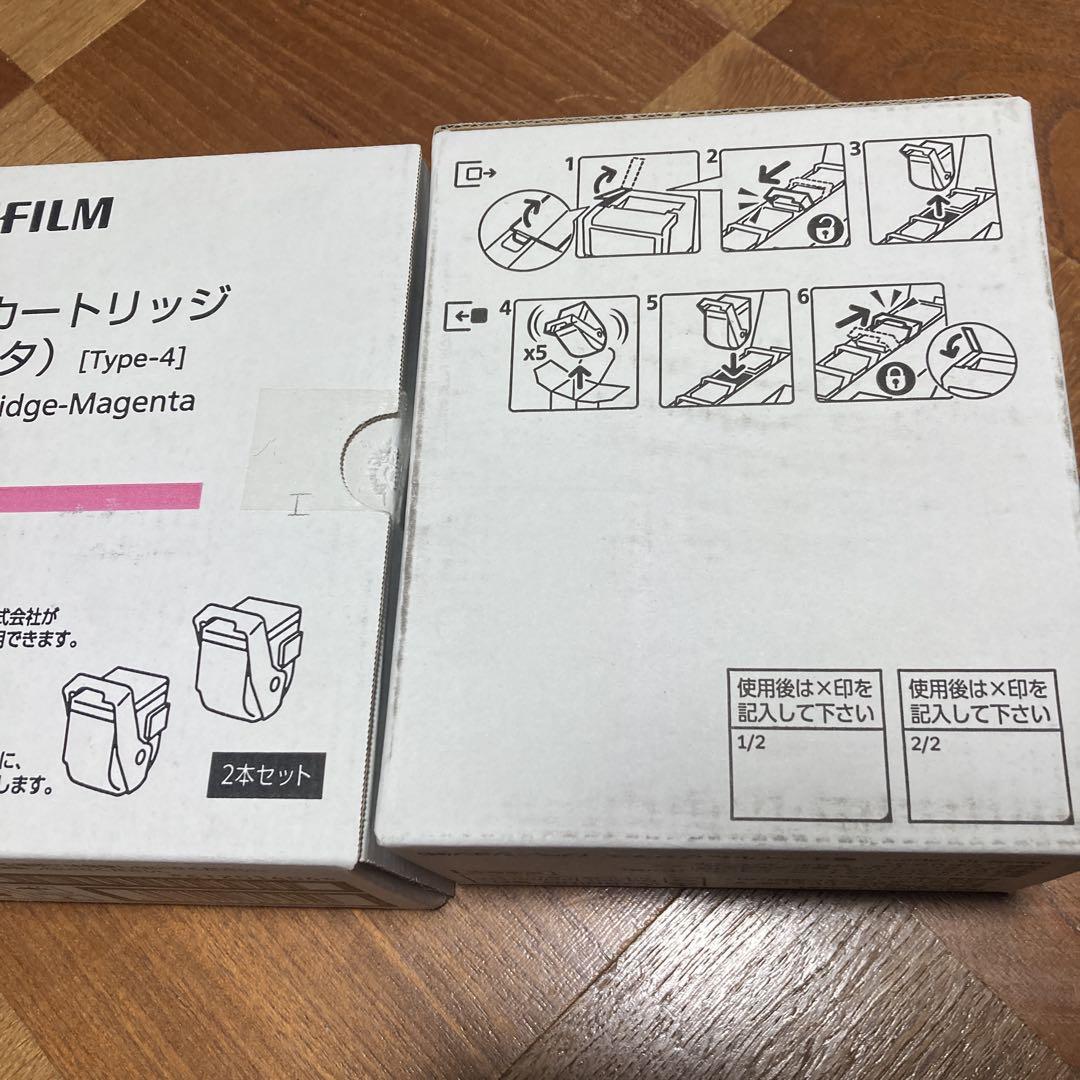 FILM
カートリッジ
タ) [Type-4]
idge-Magenta
式会社が
用できます。
に、
します。
2本セット
1
2
3
4
x5
5
6
使用後は×印を
記入して下さい
1/2
使用後は×印を
記入して下さい
2/2